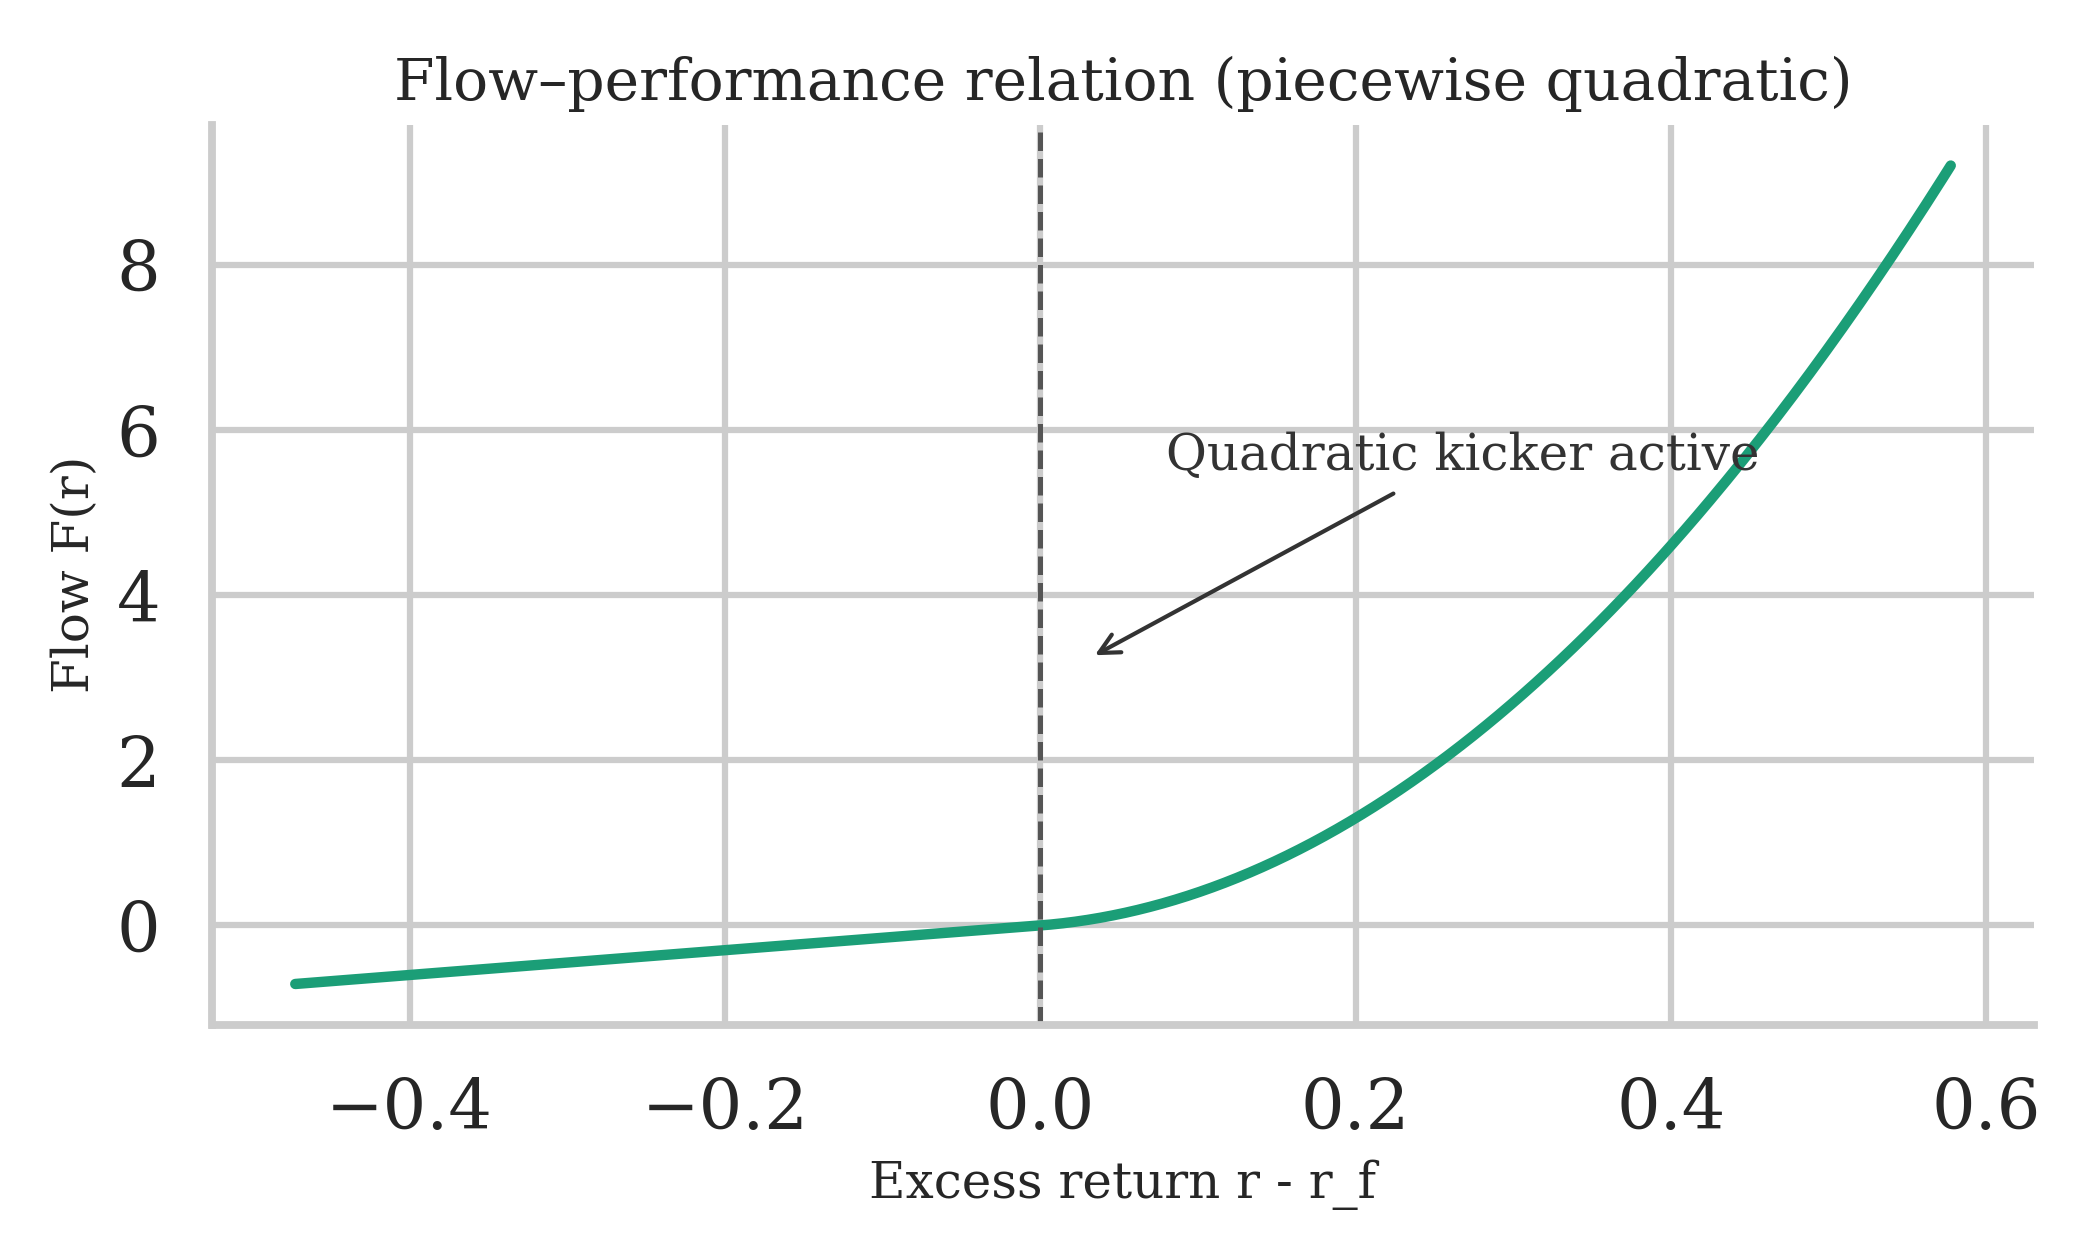 Flow–performance relation (piecewise quadratic)
8
6
4
2
0
Flow F(r)
Quadratic kicker active
−0.4 −0.2 0.0 0.2 0.4 0.6
Excess return r - r_f